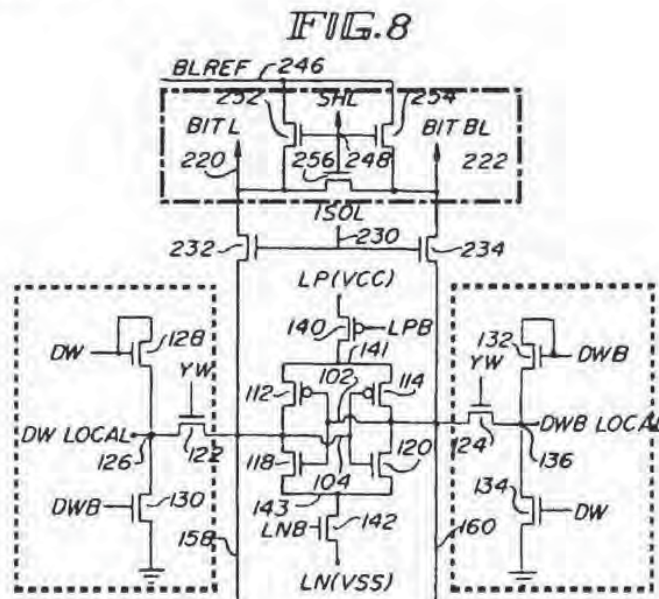 FIG.8
BLREF 246
252 SHL 254
BIT L BIT BL
220 256 248 222
ISOL
232 230 234
LP(VCC)
140 LPB
DW 128 141 132 DWB
YW 102 YW
112 114
DW LOCAL DWB LOCAL
126 122 118 120 124 136
104
DWB 130 143 134 DW
LNB 142
158 160
LN(VSS)